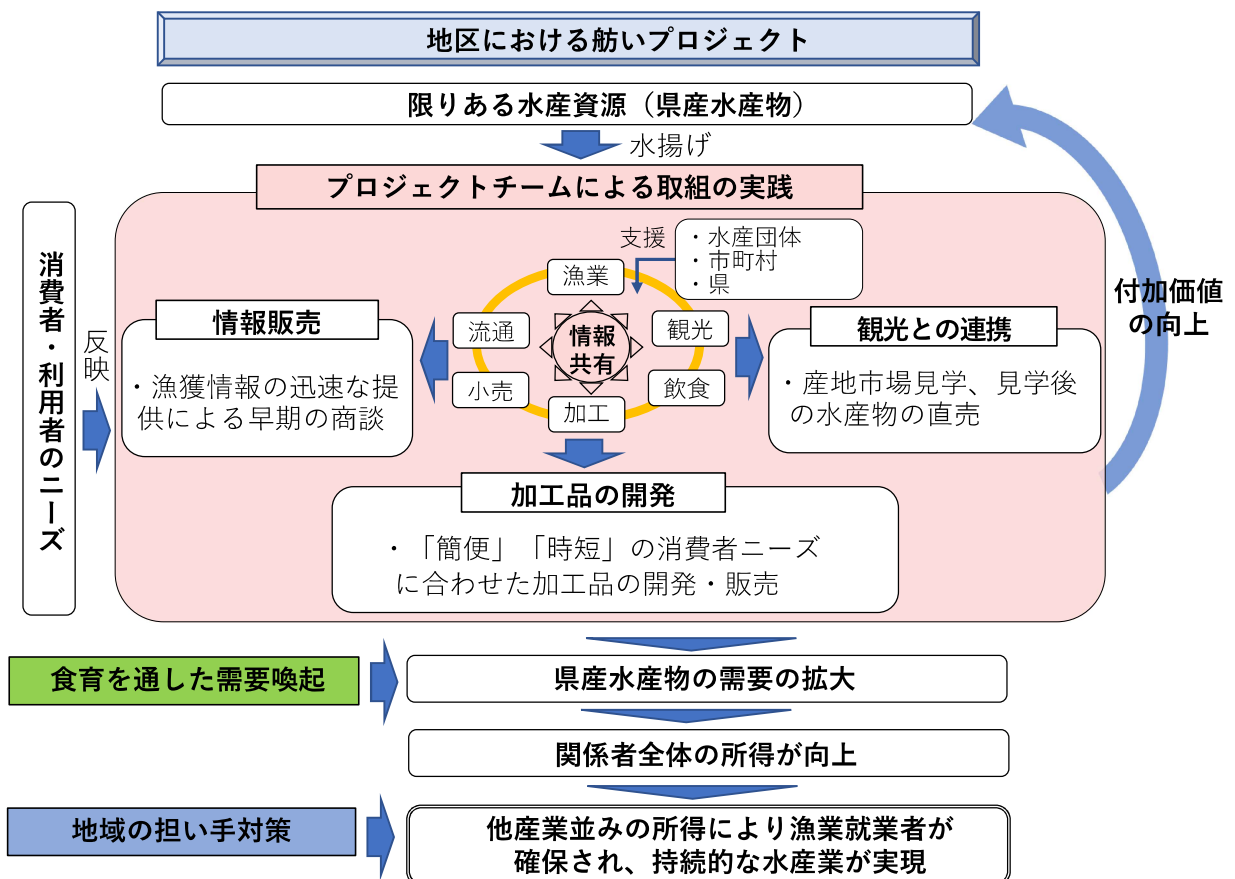 地区における舫いプロジェクト
限りある水産資源（県産水産物）
水揚げ
プロジェクトチームによる取組の実践
消費者・利用者のニーズ
反映
支援
・水産団体
・市町村
・県
漁業
流通
観光
情報
共有
小売
飲食
加工
情報販売
・漁獲情報の迅速な提
供による早期の商談
観光との連携
・産地市場見学、見学後
の水産物の直売
付加価値
の向上
加工品の開発
・「簡便」「時短」の消費者ニーズ
に合わせた加工品の開発・販売
食育を通した需要喚起
県産水産物の需要の拡大
関係者全体の所得が向上
地域の担い手対策
他産業並みの所得により漁業就業者が
確保され、持続的な水産業が実現